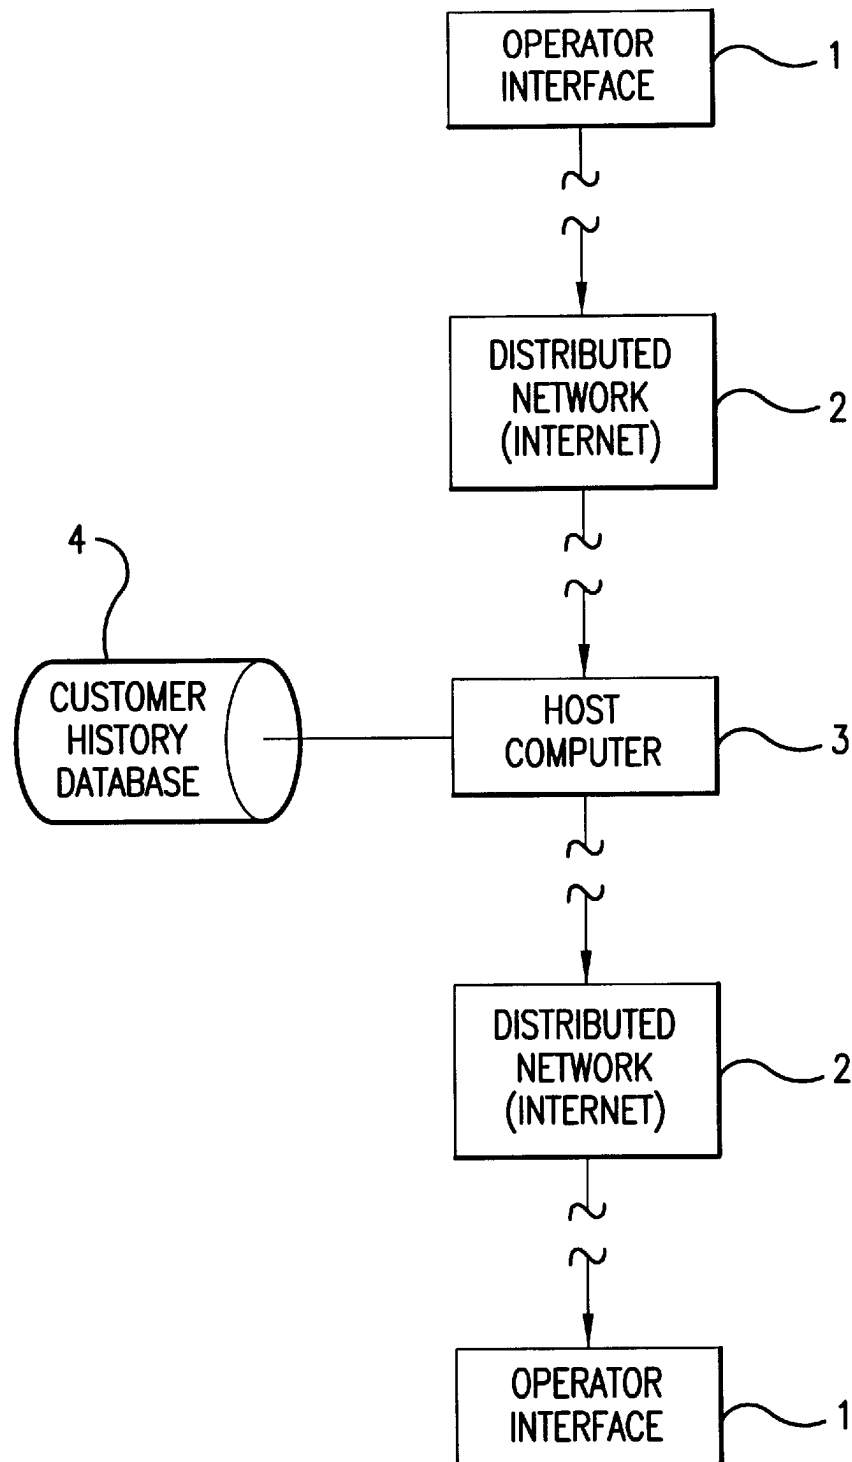 OPERATOR
INTERFACE
1
DISTRIBUTED
NETWORK
(INTERNET)
2
4
CUSTOMER
HISTORY
DATABASE
HOST
COMPUTER
3
DISTRIBUTED
NETWORK
(INTERNET)
2
OPERATOR
INTERFACE
1